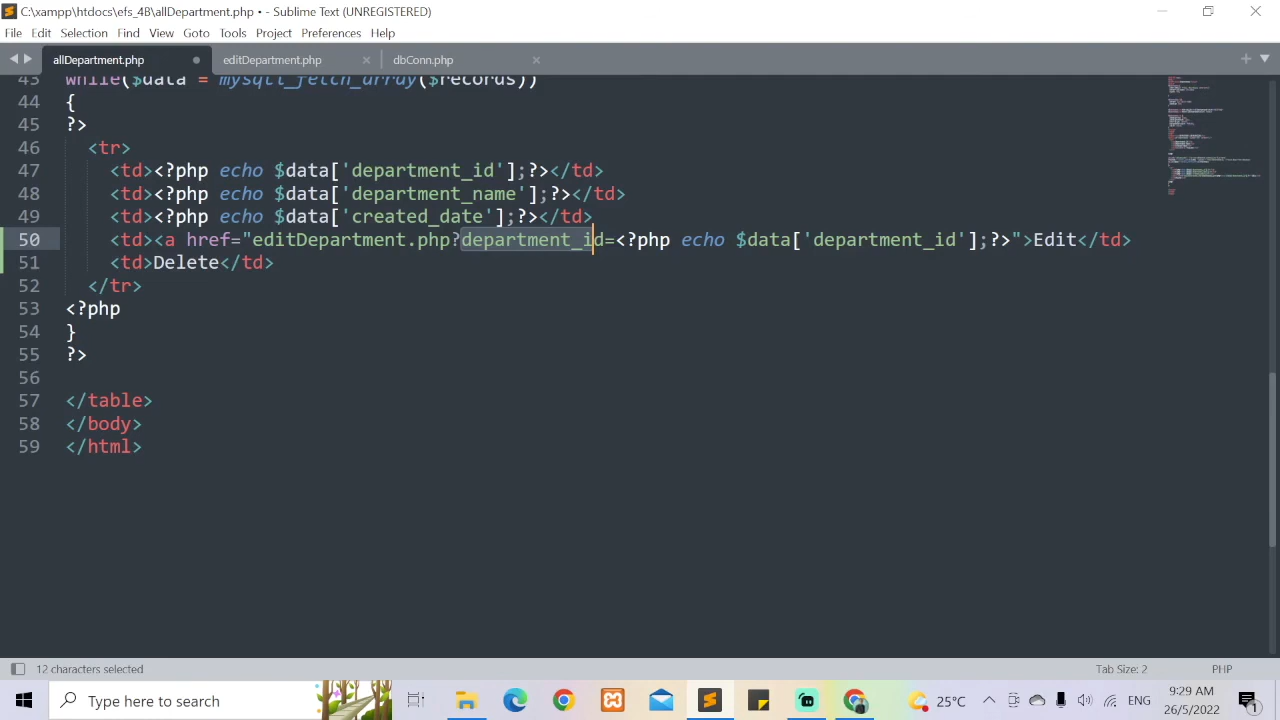 C:\xampp\htdocs\efs_4B\allDepartment.php • - Sublime Text (UNREGISTERED)
File Edit Selection Find View Goto Tools Project Preferences Help
allDepartment.php editDepartment.php dbConn.php
43 while($data = mysqli_fetch_array($records))
44 {
45 ?>
46 <tr>
47 <td><?php echo $data['department_id'];?></td>
48 <td><?php echo $data['department_name'];?></td>
49 <td><?php echo $data['created_date'];?></td>
50 <td><a href="editDepartment.php?department_id=<?php echo $data['department_id'];?>">Edit</td>
51 <td>Delete</td>
52 </tr>
53 <?php
54 }
55 ?>
56
57 </table>
58 </body>
59 </html>
12 characters selected Tab Size: 2 PHP
Type here to search 25°C ENG 9:29 AM
26/5/2022 1